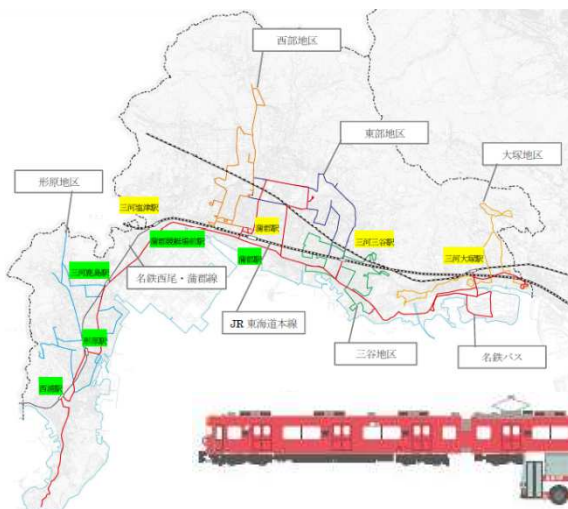 西部地区
東部地区
大塚地区
形原地区
三河塩津駅
蒲郡駅
三河三谷駅
蒲郡競艇場前駅
三河大塚駅
蒲郡駅
三河鹿島駅
名鉄西尾・蒲郡線
JR 東海道本線
形原駅
三谷地区
名鉄バス
西浦駅